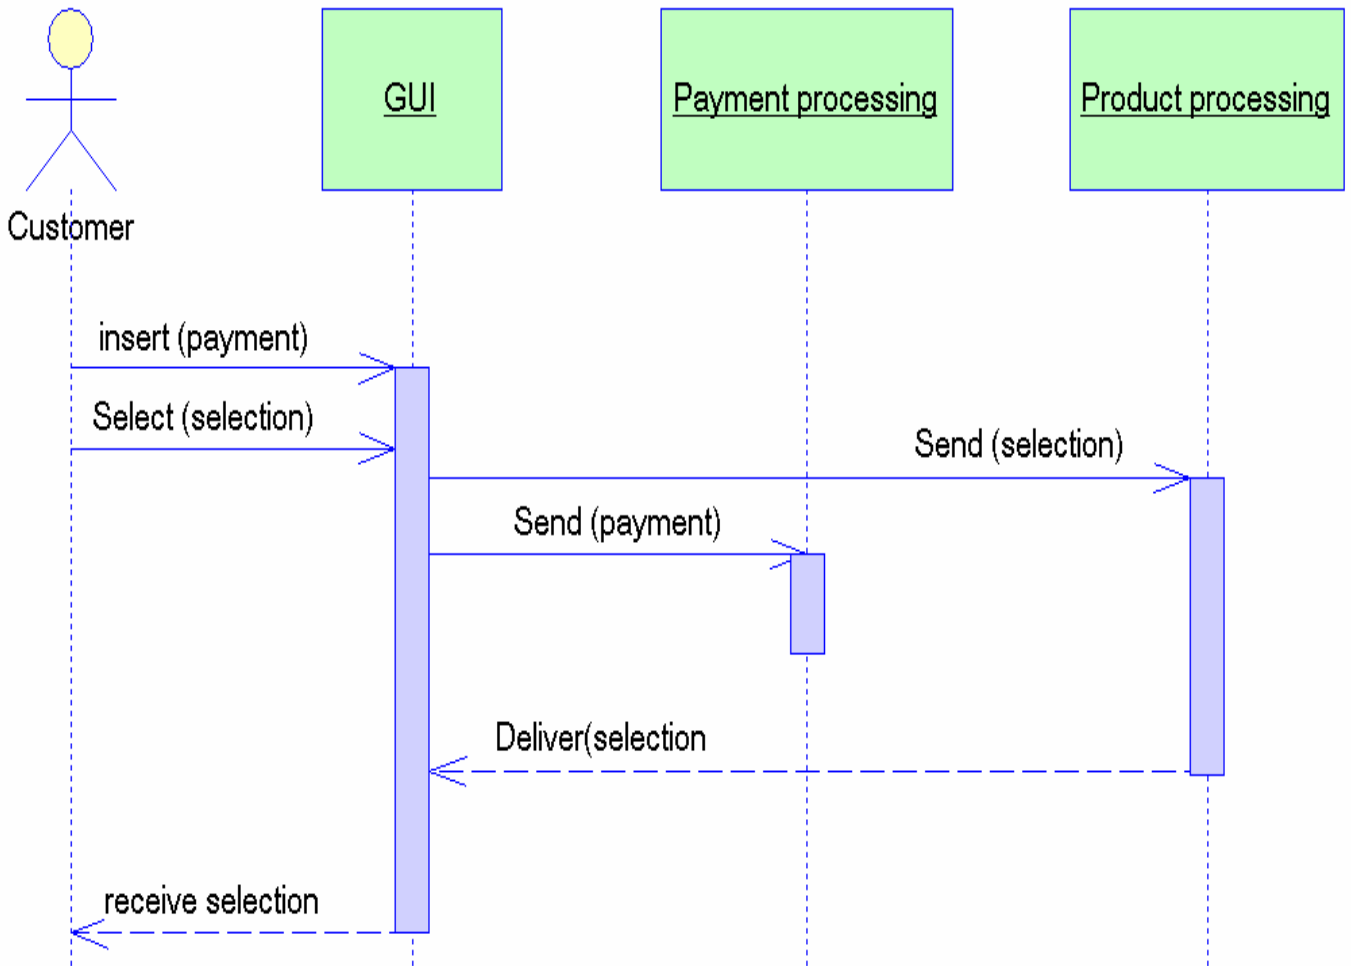 GUI
Payment processing
Product processing
Customer
insert (payment)
Select (selection)
Send (selection)
Send (payment)
Deliver(selection
receive selection